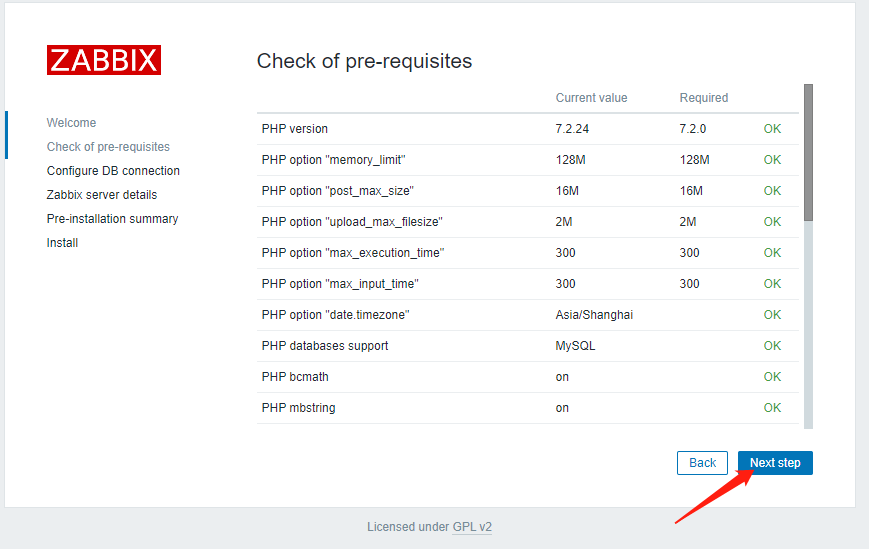 ZABBIX
Welcome
Check of pre-requisites
Configure DB connection
Zabbix server details
Pre-installation summary
Install
Check of pre-requisites
Current value Required
PHP version 7.2.24 7.2.0 OK
PHP option "memory_limit" 128M 128M OK
PHP option "post_max_size" 16M 16M OK
PHP option "upload_max_filesize" 2M 2M OK
PHP option "max_execution_time" 300 300 OK
PHP option "max_input_time" 300 300 OK
PHP option "date.timezone" Asia/Shanghai OK
PHP databases support MySQL OK
PHP bcmath on OK
PHP mbstring on OK
Back Next step
Licensed under GPL v2